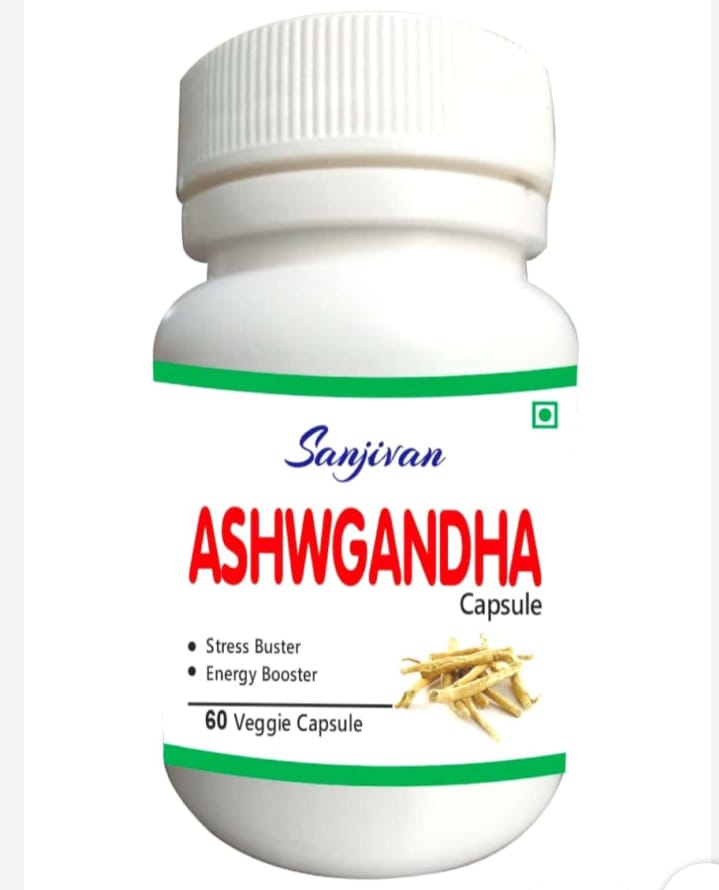 Sanjivan
ASHWGANDHA
Capsule
• Stress Buster
• Energy Booster
60 Veggie Capsule